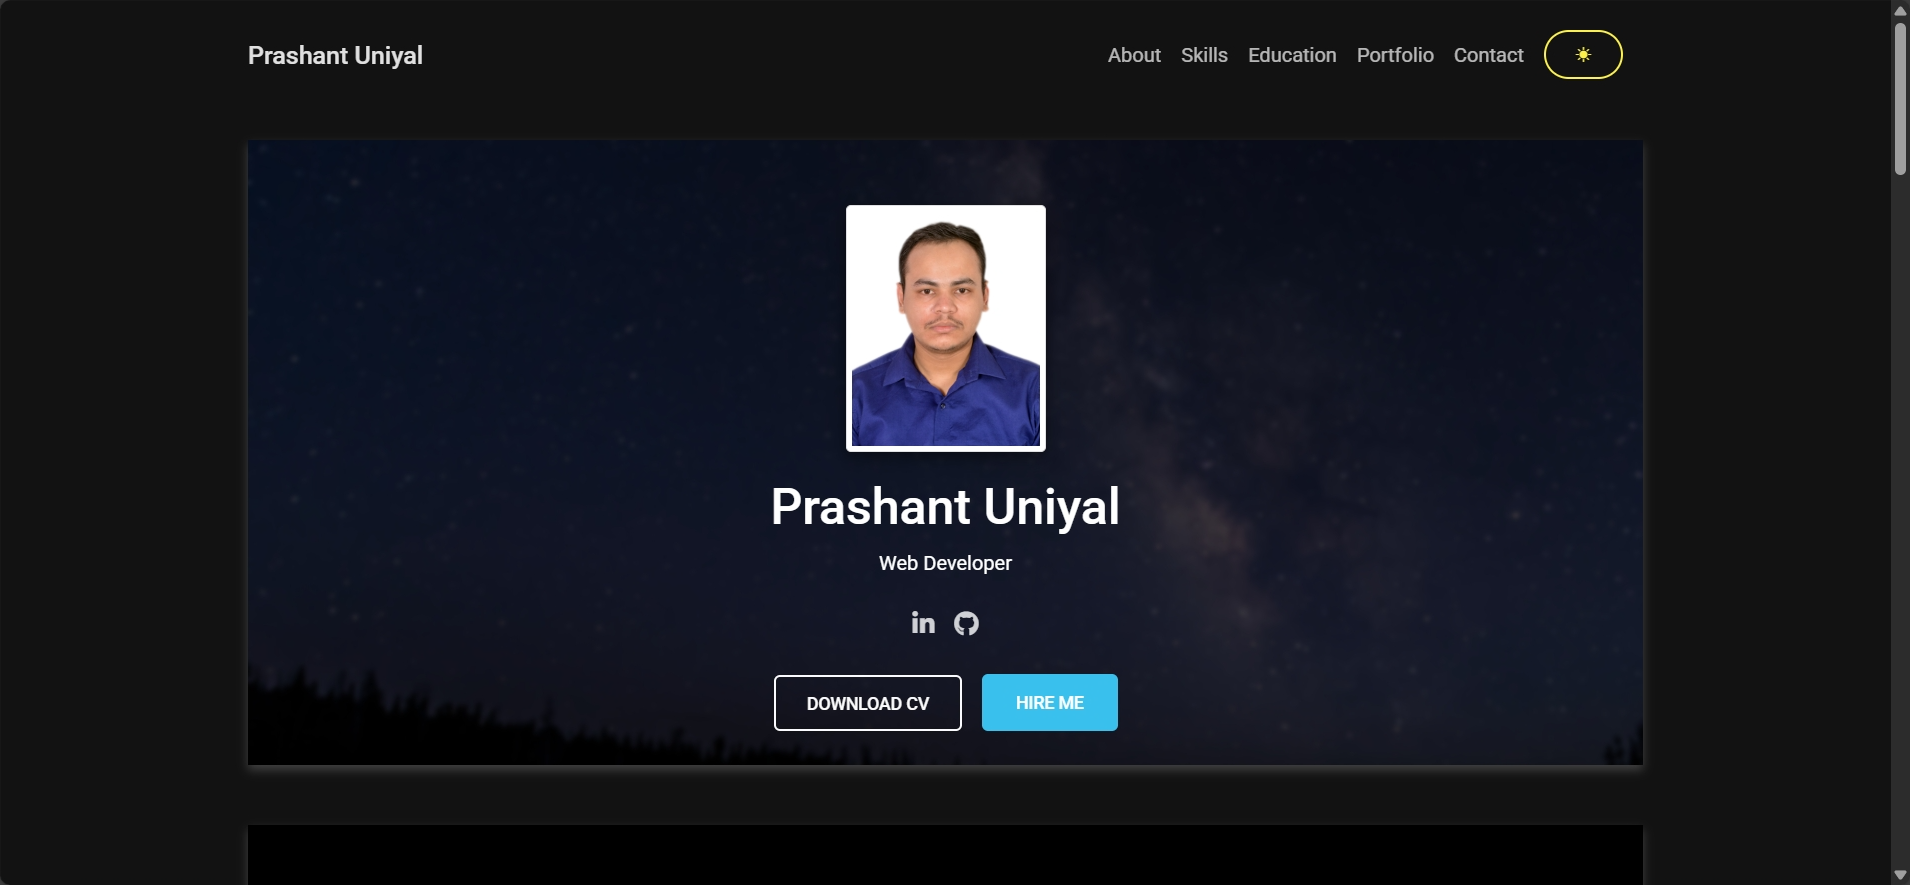 Prashant Uniyal
About Skills Education Portfolio Contact
Prashant Uniyal
Web Developer
in
DOWNLOAD CV HIRE ME